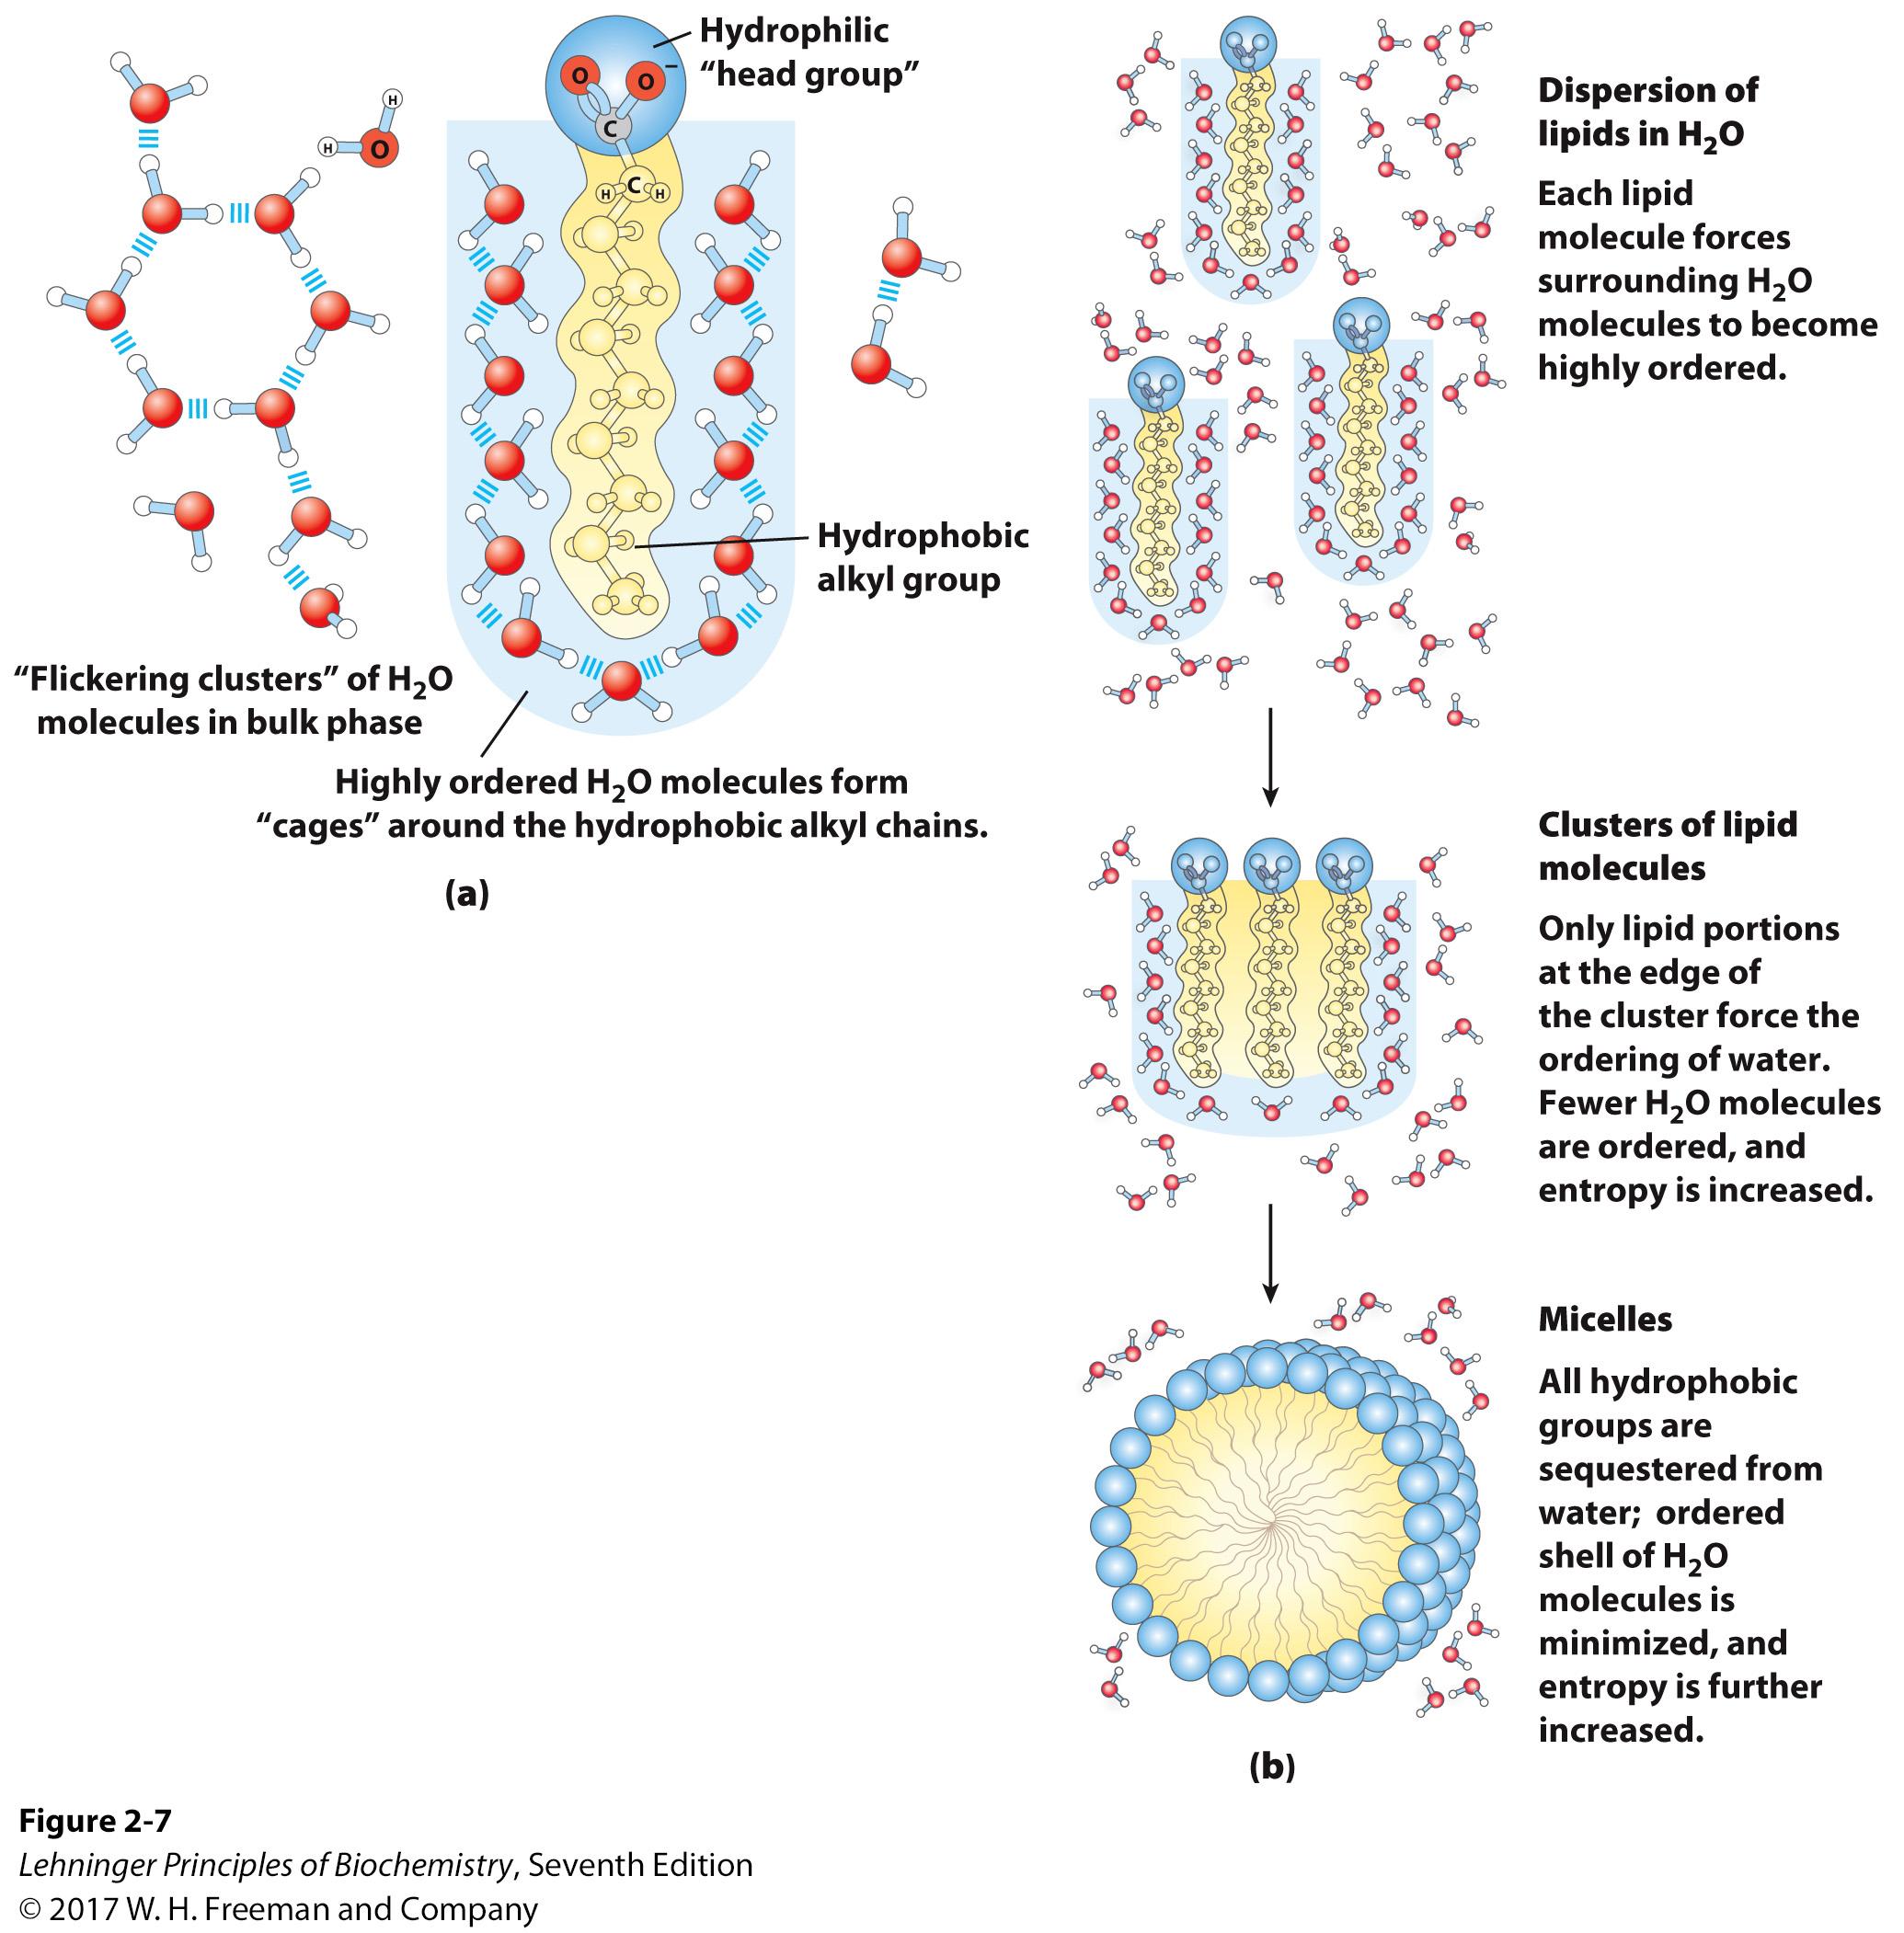 Hydrophilic
“head group”
O
O
–
C
H
C
H
H
H
O
Hydrophobic
alkyl group
“Flickering clusters” of H₂O
molecules in bulk phase
Highly ordered H₂O molecules form
“cages” around the hydrophobic alkyl chains.
(a)
Dispersion of
lipids in H₂O
Each lipid
molecule forces
surrounding H₂O
molecules to become
highly ordered.
Clusters of lipid
molecules
Only lipid portions
at the edge of
the cluster force the
ordering of water.
Fewer H₂O molecules
are ordered, and
entropy is increased.
Micelles
All hydrophobic
groups are
sequestered from
water; ordered
shell of H₂O
molecules is
minimized, and
entropy is further
increased.
(b)
Figure 2-7
Lehninger Principles of Biochemistry, Seventh Edition
© 2017 W. H. Freeman and Company